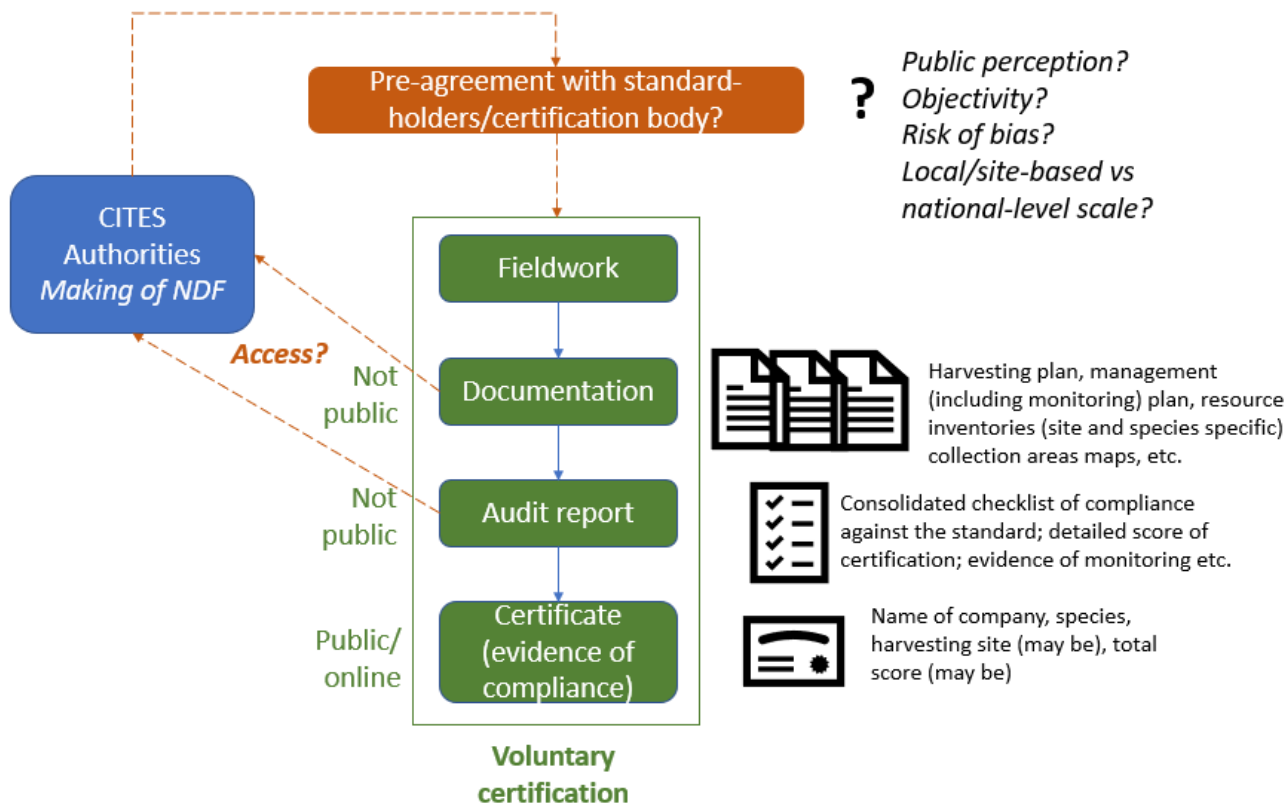 Pre-agreement with standard-
holders/certification body?
?
Public perception?
Objectivity?
Risk of bias?
Local/site-based vs
national-level scale?
CITES
Authorities
Making of NDF
Fieldwork
Access?
Not
public
Documentation
Harvesting plan, management
(including monitoring) plan, resource
inventories (site and species specific)
collection areas maps, etc.
Not
public
Audit report
Consolidated checklist of compliance
against the standard; detailed score of
certification; evidence of monitoring etc.
Public/
online
Certificate
(evidence of
compliance)
Name of company, species,
harvesting site (may be), total
score (may be)
Voluntary
certification